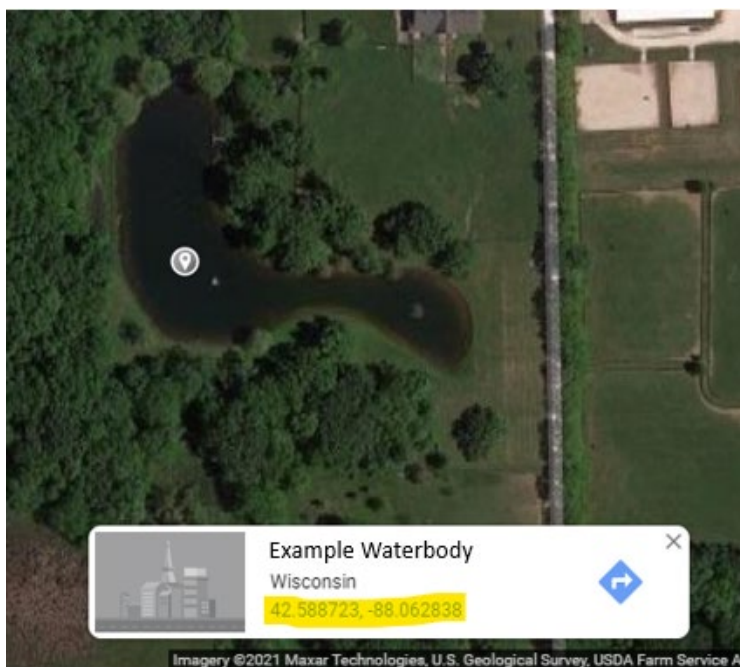 Example Waterbody
Wisconsin
42.588723, -88.062838
Imagery ©2021 Maxar Technologies, U.S. Geological Survey, USDA Farm Service A